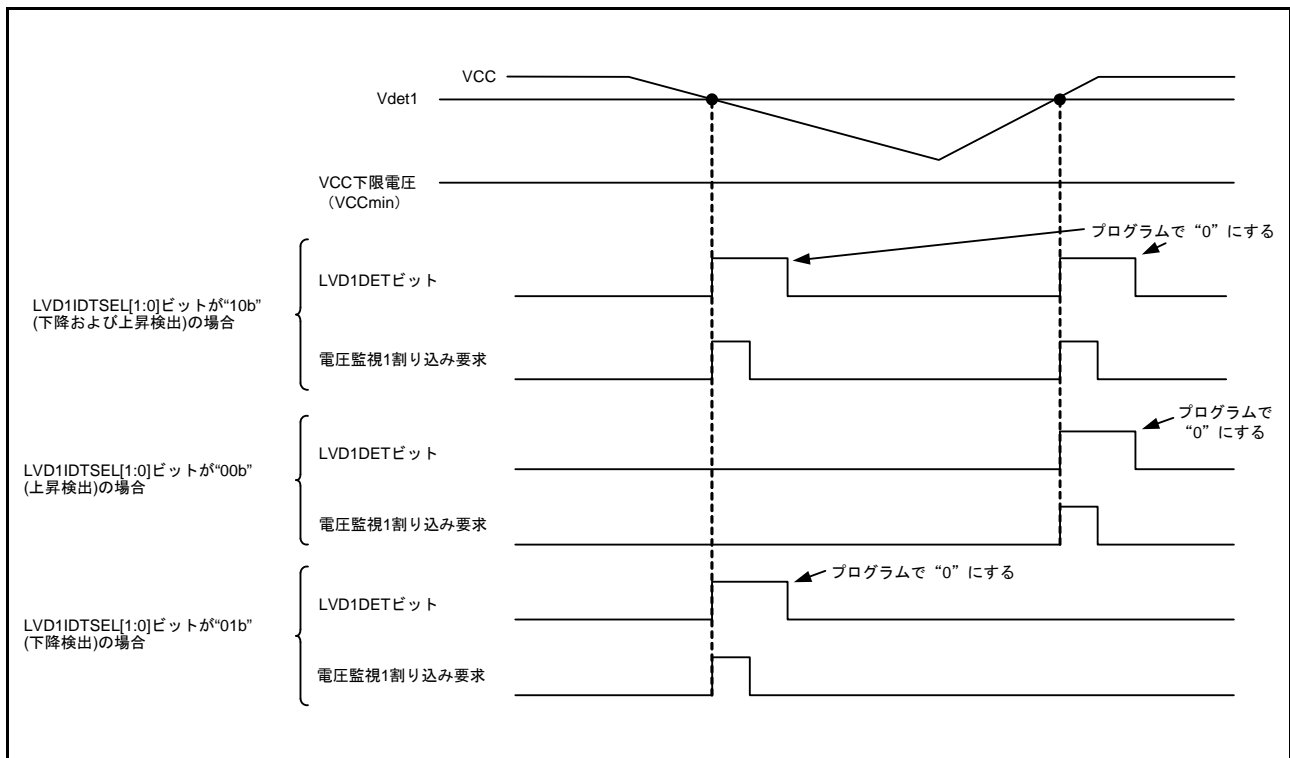 VCC
Vdet1
VCC下限電圧
（VCCmin）
プログラムで“0”にする
LVD1IDTSEL[1:0]ビットが“10b”
(下降および上昇検出)の場合
LVD1DETビット
電圧監視1割り込み要求
プログラムで
“0”にする
LVD1IDTSEL[1:0]ビットが“00b”
(上昇検出)の場合
LVD1DETビット
電圧監視1割り込み要求
プログラムで“0”にする
LVD1IDTSEL[1:0]ビットが“01b”
(下降検出)の場合
LVD1DETビット
電圧監視1割り込み要求